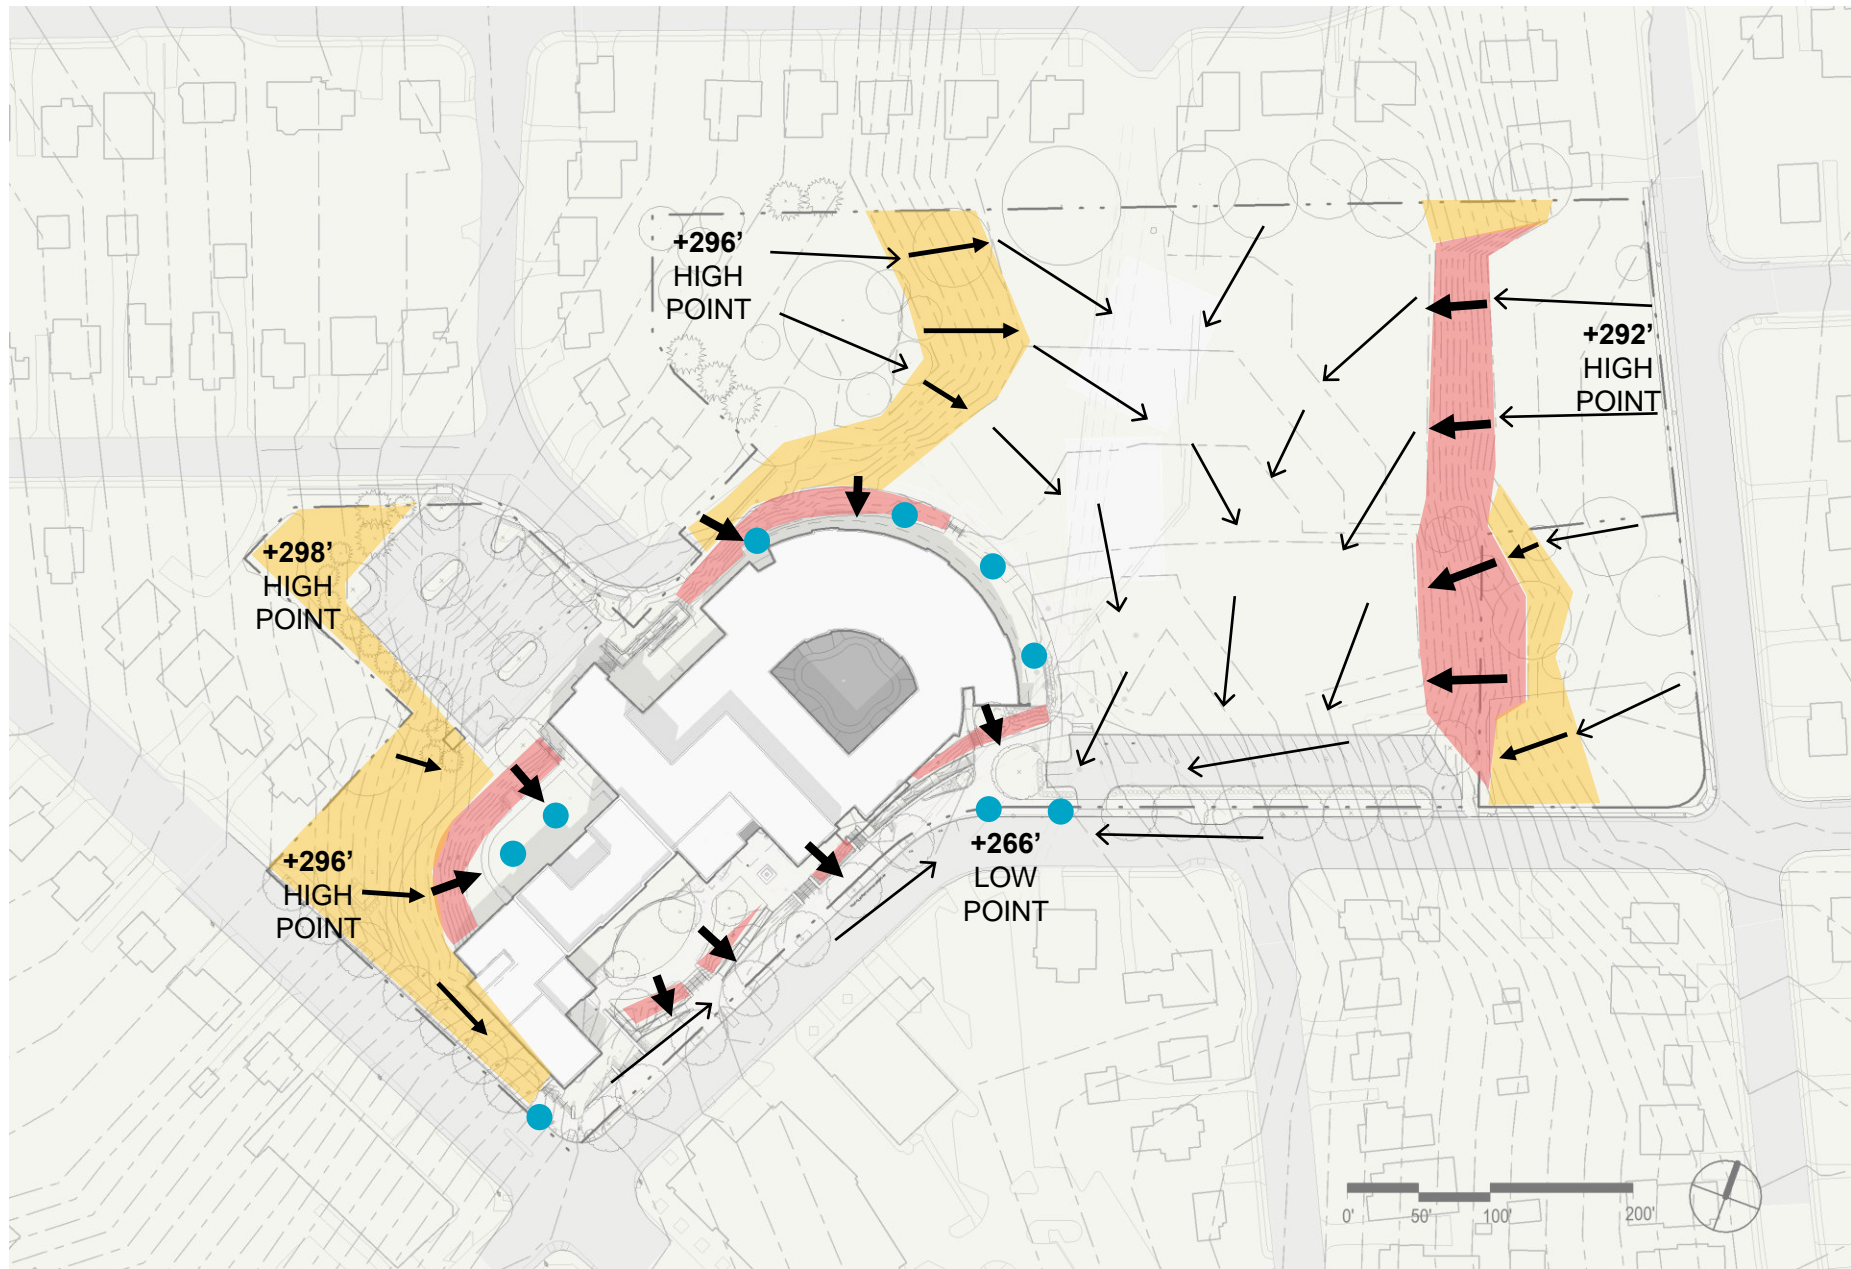 +296'
HIGH
POINT
+292'
HIGH
POINT
+298'
HIGH
POINT
+296'
HIGH
POINT
+266'
LOW
POINT
0' 50' 100' 200'